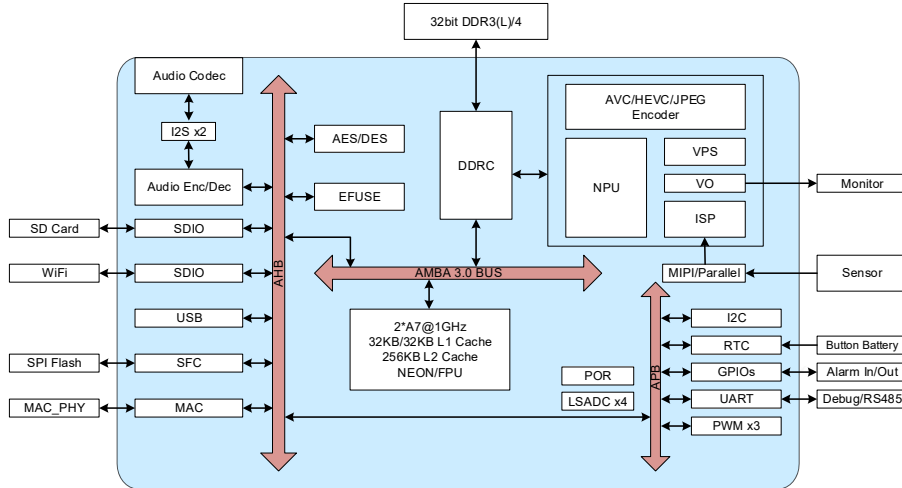 32bit DDR3(L)/4
Audio Codec
I2S x2
Audio Enc/Dec
AES/DES
EFUSE
DDRC
AVC/HEVC/JPEG
Encoder
NPU
VPS
VO
ISP
Monitor
SD Card
SDIO
WiFi
SDIO
USB
SPI Flash
SFC
MAC_PHY
MAC
AHB
AMBA 3.0 BUS
MIPI/Parallel
Sensor
2*A7@1GHz
32KB/32KB L1 Cache
256KB L2 Cache
NEON/FPU
POR
LSADC x4
APB
I2C
RTC
Button Battery
GPIOs
Alarm In/Out
UART
Debug/RS485
PWM x3